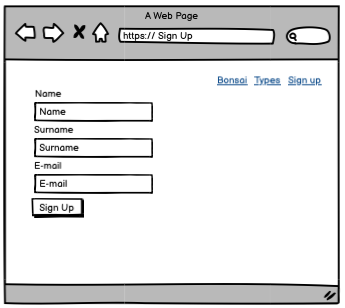 A Web Page
https:// Sign Up
Bonsai Types Sign up
Name
Name
Surname
Surname
E-mail
E-mail
Sign Up